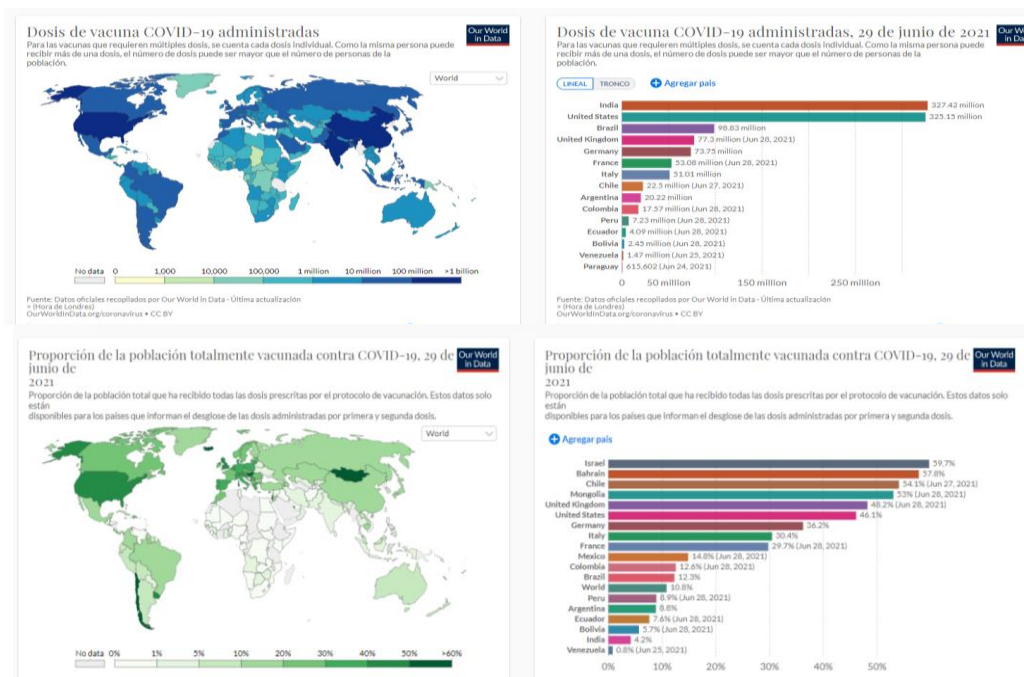 Dosis de vacuna COVID-19 administradas
Our World
in Data
Para las vacunas que requieren múltiples dosis, se cuenta cada dosis individual. Como la misma persona puede
recibir más de una dosis, el número de dosis puede ser mayor que el número de personas de la
población.
World
No data
0
1,000
10,000
100,000
1 million
10 million
100 million
>1 billion
Fuente: Datos oficiales recopilados por Our World in Data - Última actualización
(Hora de Londres)
OurWorldInData.org/coronavirus • CC BY
Dosis de vacuna COVID-19 administradas, 29 de junio de 2021
Our W
in Da
Para las vacunas que requieren múltiples dosis, se cuenta cada dosis individual. Como la misma persona puede
recibir más de una dosis, el número de dosis puede ser mayor que el número de personas de la
población.
LINEAL TRONCO Agregar país
India 327.42 million
United States 325.15 million
Brazil 98.83 million
United Kingdom 77.3 million (Jun 28, 2021)
Germany 73.75 million
France 53.08 million (Jun 28, 2021)
Italy 51.01 million
Chile 22.5 million (Jun 27, 2021)
Argentina 20.22 million
Colombia 17.57 million (Jun 28, 2021)
Peru 7.23 million (Jun 28, 2021)
Ecuador 4.09 million (Jun 28, 2021)
Bolivia 2.45 million (Jun 28, 2021)
Venezuela 1.47 million (Jun 25, 2021)
Paraguay 615,602 (Jun 24, 2021)
0 50 million 150 million 250 million
Fuente: Datos oficiales recopilados por Our World in Data - Última actualización
(Hora de Londres)
OurWorldInData.org/coronavirus • CC BY
Proporción de la población totalmente vacunada contra COVID-19, 29 de
junio de
2021
Our World
in Data
Proporción de la población total que ha recibido todas las dosis prescritas por el protocolo de vacunación. Estos datos solo
están
disponibles para los países que informan el desglose de las dosis administradas por primera y segunda dosis.
World
No data 0% 1% 5% 10% 20% 30% 40% 50% >60%
Proporción de la población totalmente vacunada contra COVID-19, 29 de
junio de
2021
Our World
in Data
Proporción de la población total que ha recibido todas las dosis prescritas por el protocolo de vacunación. Estos datos solo
están
disponibles para los países que informan el desglose de las dosis administradas por primera y segunda dosis.
Agregar país
Israel 59.7%
Bahrain 57.8%
Chile 54.1% (Jun 27, 2021)
Mongolia 53% (Jun 28, 2021)
United Kingdom 48.2% (Jun 28, 2021)
United States 46.1%
Germany 36.2%
Italy 30.4%
France 29.7% (Jun 28, 2021)
Mexico 14.8% (Jun 28, 2021)
Colombia 12.6% (Jun 28, 2021)
Brazil 12.3%
World 10.8%
Peru 8.9% (Jun 28, 2021)
Argentina 8.8%
Ecuador 7.6% (Jun 28, 2021)
Bolivia 5.7% (Jun 28, 2021)
India 4.2%
Venezuela 0.8% (Jun 25, 2021)
0% 10% 20% 30% 40% 50%